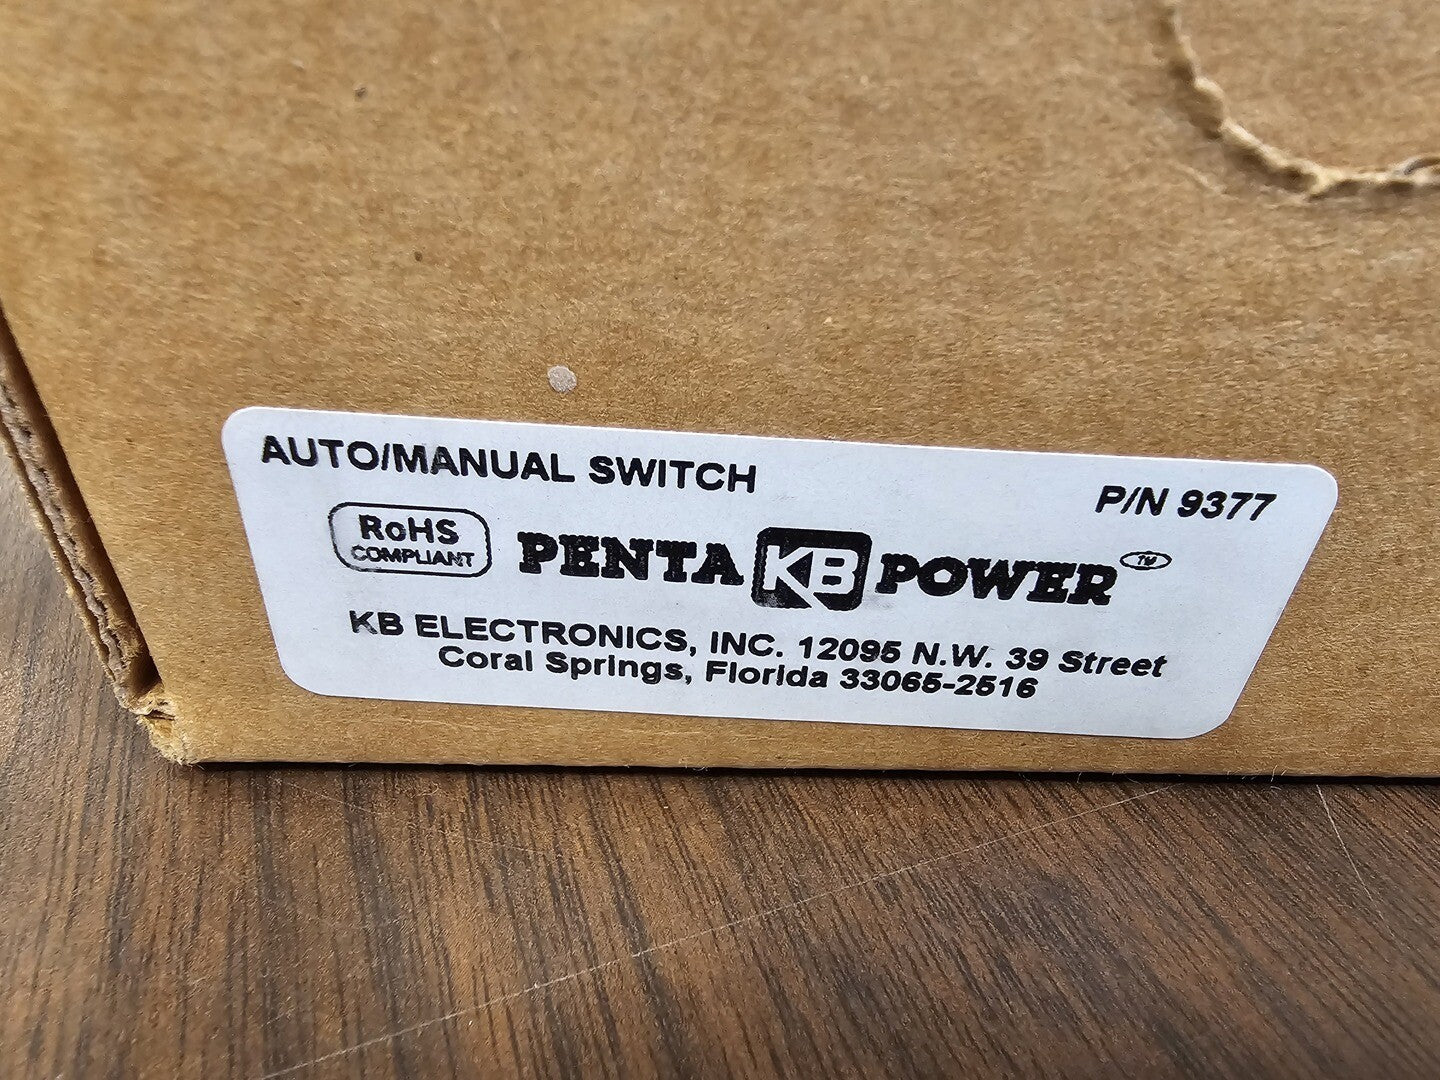 AUTO/MANUAL SWITCH
P/N 9377
RoHS
COMPLIANT
PENTA KB POWER™
KB ELECTRONICS, INC. 12095 N.W. 39 Street
Coral Springs, Florida 33065-2516